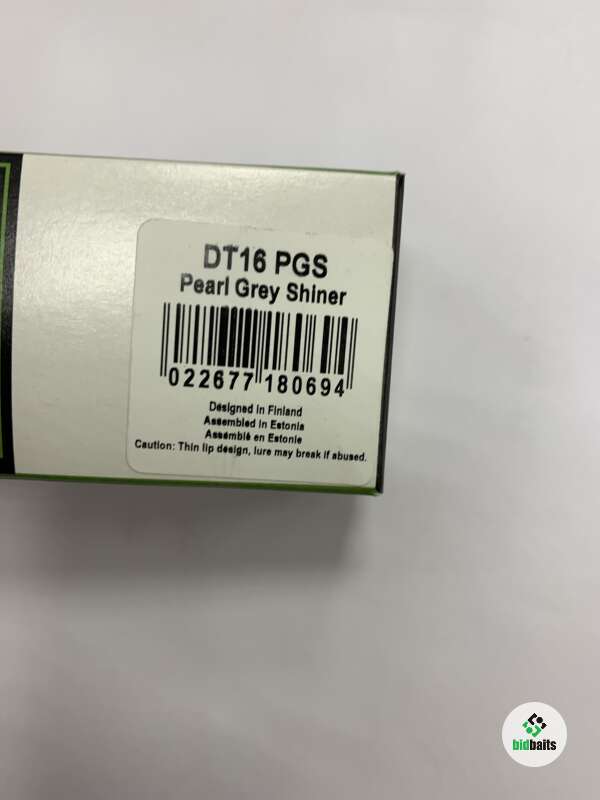 DT16 PGS
Pearl Grey Shiner
022677 180694
Designed in Finland
Assembled in Estonia
Assemblé en Estonie
Caution: Thin lip design, lure may break if abused.
bidbaits